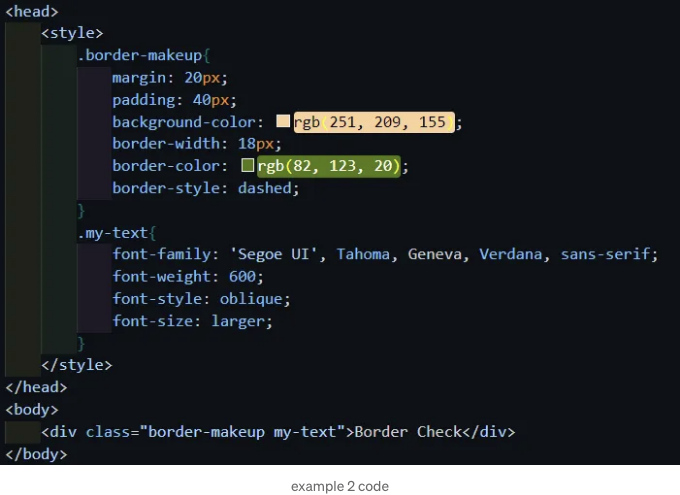 <head>
<style>
.border-makeup{
margin: 20px;
padding: 40px;
background-color: rgb(251, 209, 155);
border-width: 18px;
border-color: rgb(82, 123, 20);
border-style: dashed;
}
.my-text{
font-family: 'Segoe UI', Tahoma, Geneva, Verdana, sans-serif;
font-weight: 600;
font-style: oblique;
font-size: larger;
}
</style>
</head>
<body>
<div class="border-makeup my-text">Border Check</div>
</body>
example 2 code